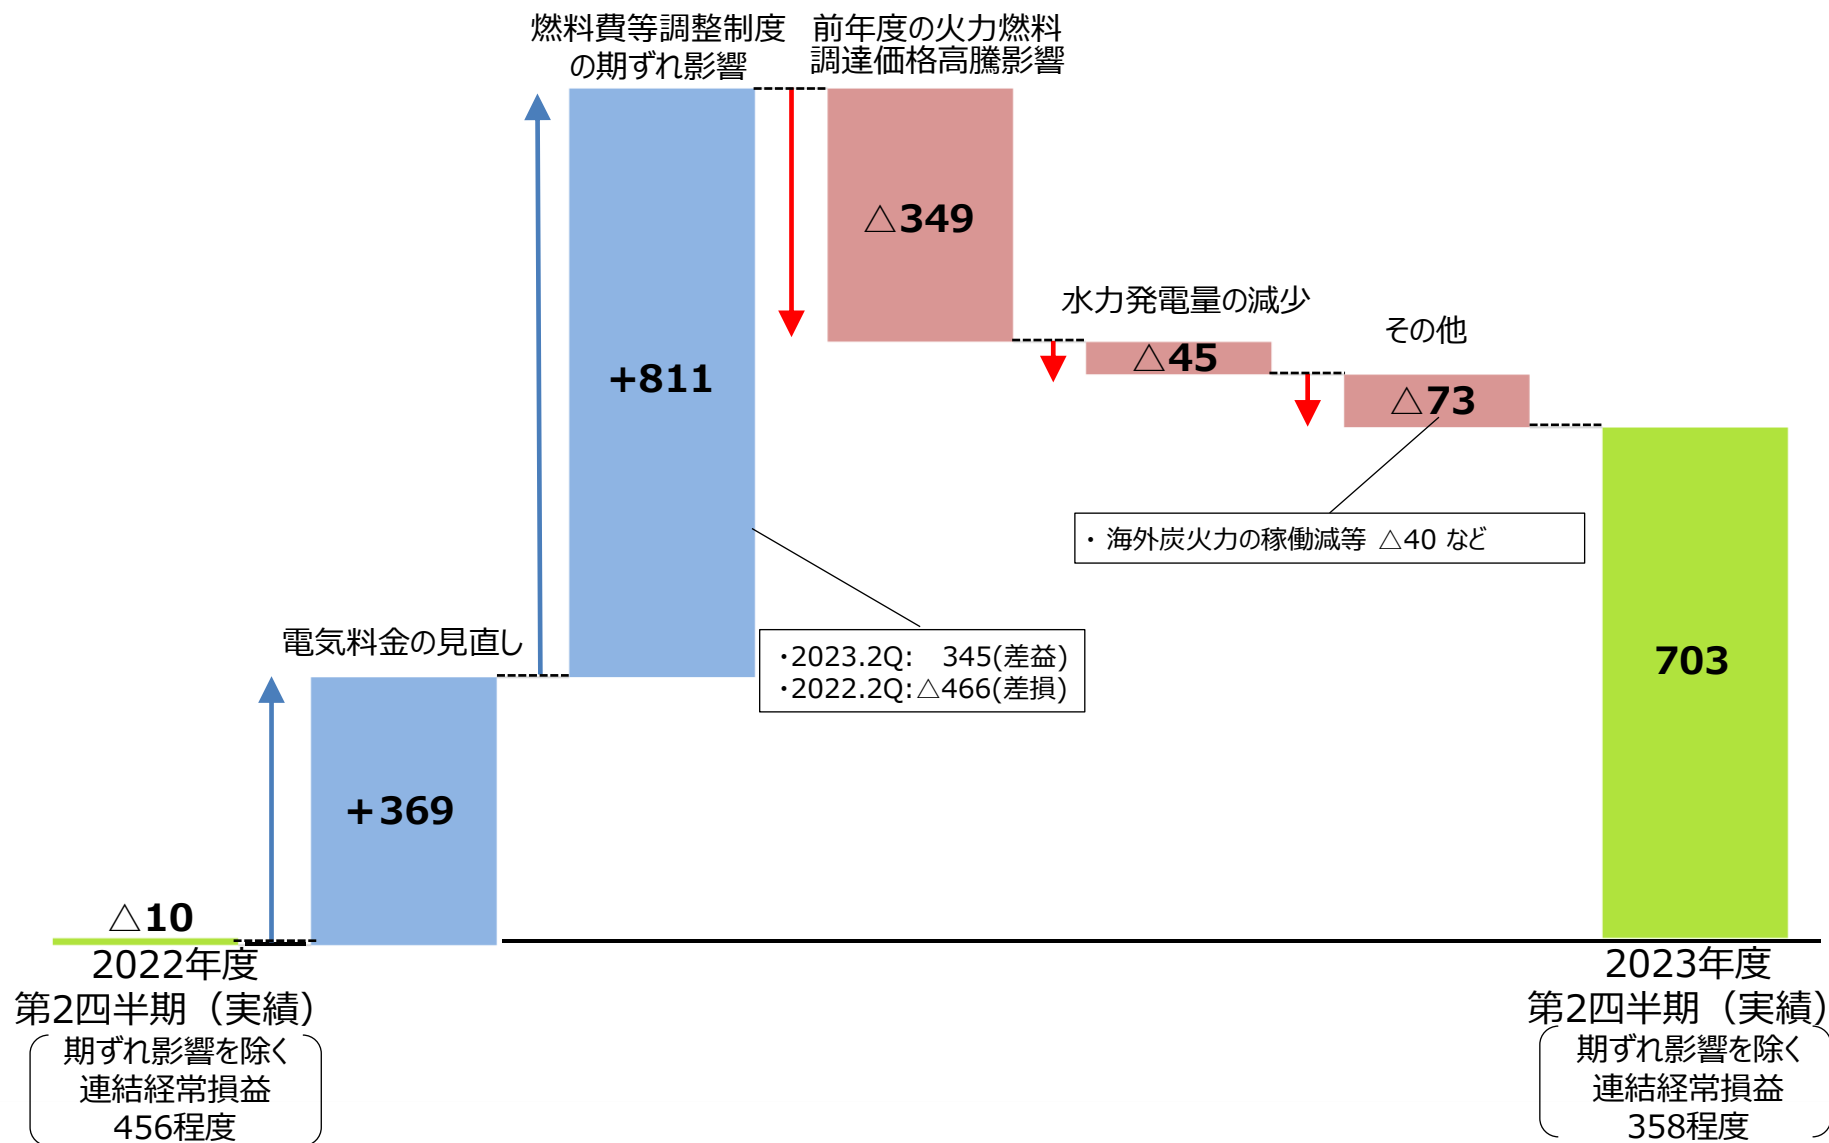 燃料費等調整制度
の期ずれ影響
前年度の火力燃料
調達価格高騰影響
△349
水力発電量の減少
その他
△45
+811
△73
・ 海外炭火力の稼働減等 △40 など
電気料金の見直し
・2023.2Q: 345(差益)
・2022.2Q:△466(差損)
703
+369
△10
2022年度
第2四半期（実績）
期ずれ影響を除く
連結経常損益
456程度
2023年度
第2四半期（実績）
期ずれ影響を除く
連結経常損益
358程度